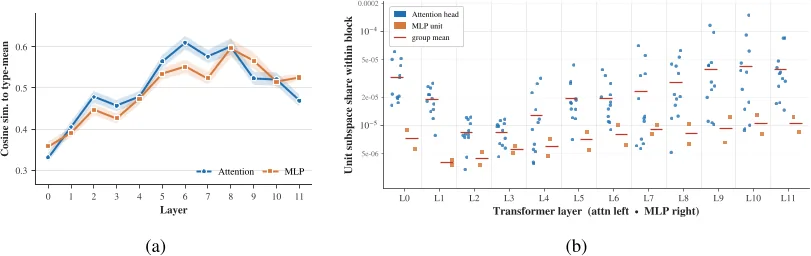 Cosine sim. to type-mean
0.6
0.5
0.4
0.3
Attention
MLP
0 1 2 3 4 5 6 7 8 9 10 11
Layer
(a)
Unit subspace share within block
0.0002
10⁻⁴
5e-05
2e-05
10⁻⁵
5e-06
Attention head
MLP unit
group mean
L0 L1 L2 L3 L4 L5 L6 L7 L8 L9 L10 L11
Transformer layer (attn left • MLP right)
(b)